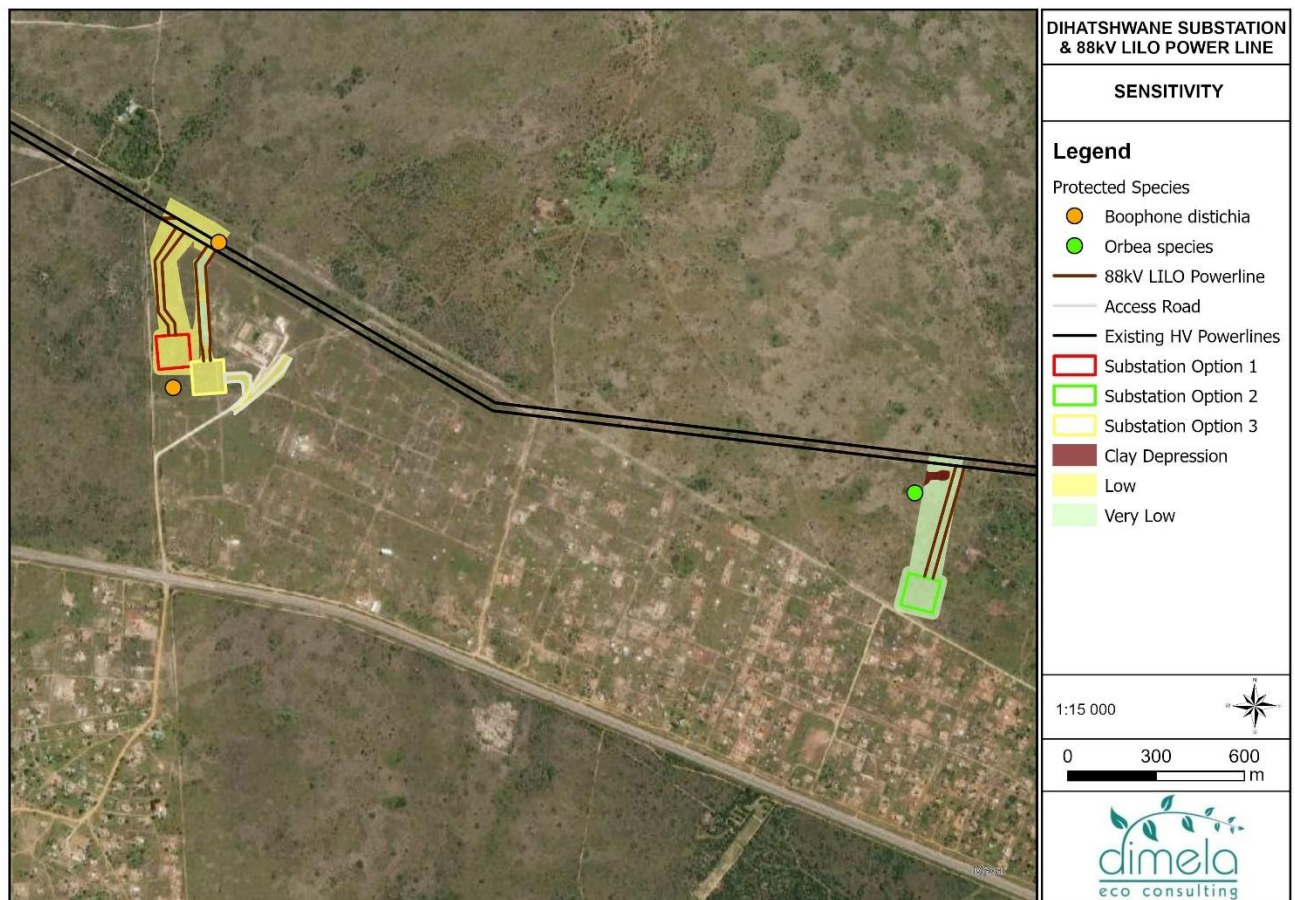 DIHATSHWANE SUBSTATION
& 88kV LILO POWER LINE
SENSITIVITY
Legend
Protected Species
Boophone distichia
Orbea species
88kV LILO Powerline
Access Road
Existing HV Powerlines
Substation Option 1
Substation Option 2
Substation Option 3
Clay Depression
Low
Very Low
1:15 000
N
0 300 600
m
dimela
eco consulting